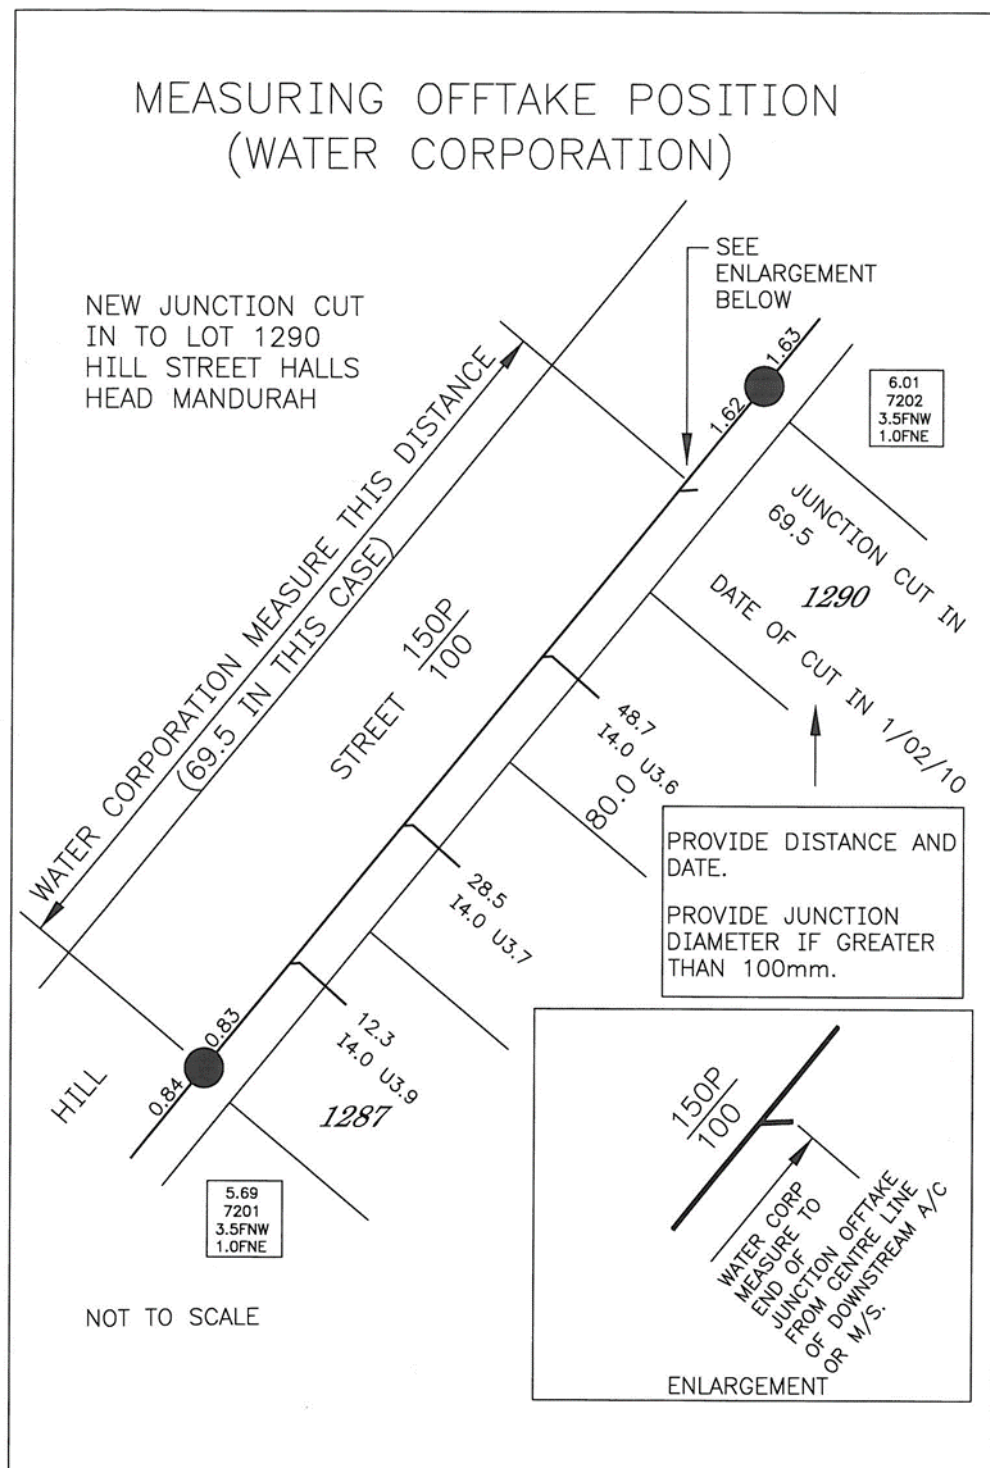 MEASURING OFFTAKE POSITION
(WATER CORPORATION)
SEE
ENLARGEMENT
BELOW
NEW JUNCTION CUT
IN TO LOT 1290
HILL STREET HALLS
HEAD MANDURAH
WATER CORPORATION MEASURE THIS DISTANCE
(69.5 IN THIS CASE)
1.63
1.62
6.01
7202
3.5FNW
1.0FNE
JUNCTION CUT IN
69.5
1290
DATE OF CUT IN 1/02/10
150P
100
STREET
48.7
I4.0 U3.6
80.0
28.5
I4.0 U3.7
12.3
I4.0 U3.9
1287
0.83
0.84
HILL
PROVIDE DISTANCE AND
DATE.
PROVIDE JUNCTION
DIAMETER IF GREATER
THAN 100mm.
5.69
7201
3.5FNW
1.0FNE
150P
100
WATER CORP
MEASURE TO
END OF
JUNCTION OFFTAKE
FROM CENTRE LINE
OF DOWNSTREAM A/C
OR M/S.
ENLARGEMENT
NOT TO SCALE